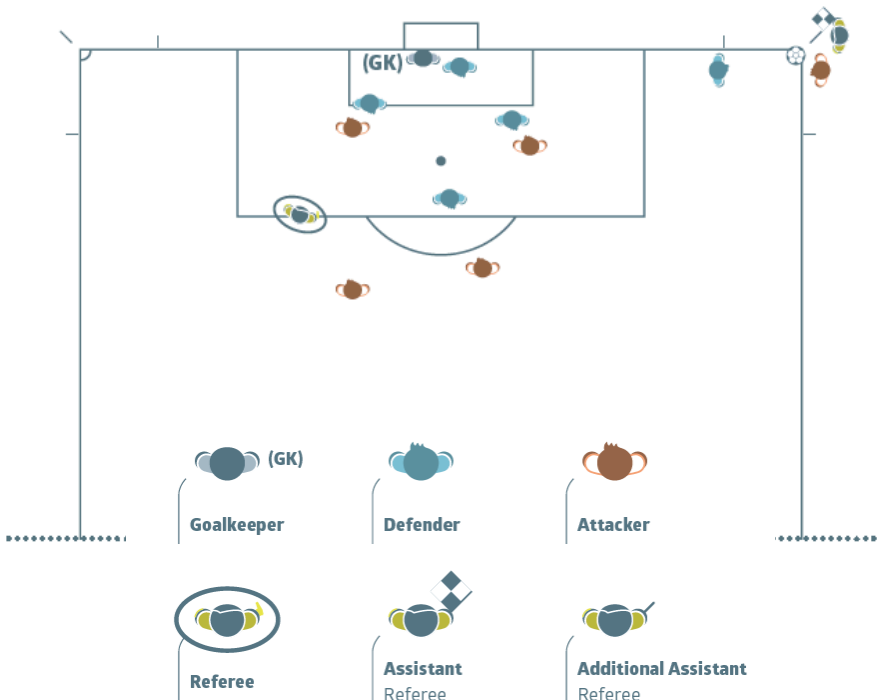 (GK)
(GK)
Goalkeeper
Defender
Attacker
Referee
Assistant
Referee
Additional Assistant
Referee